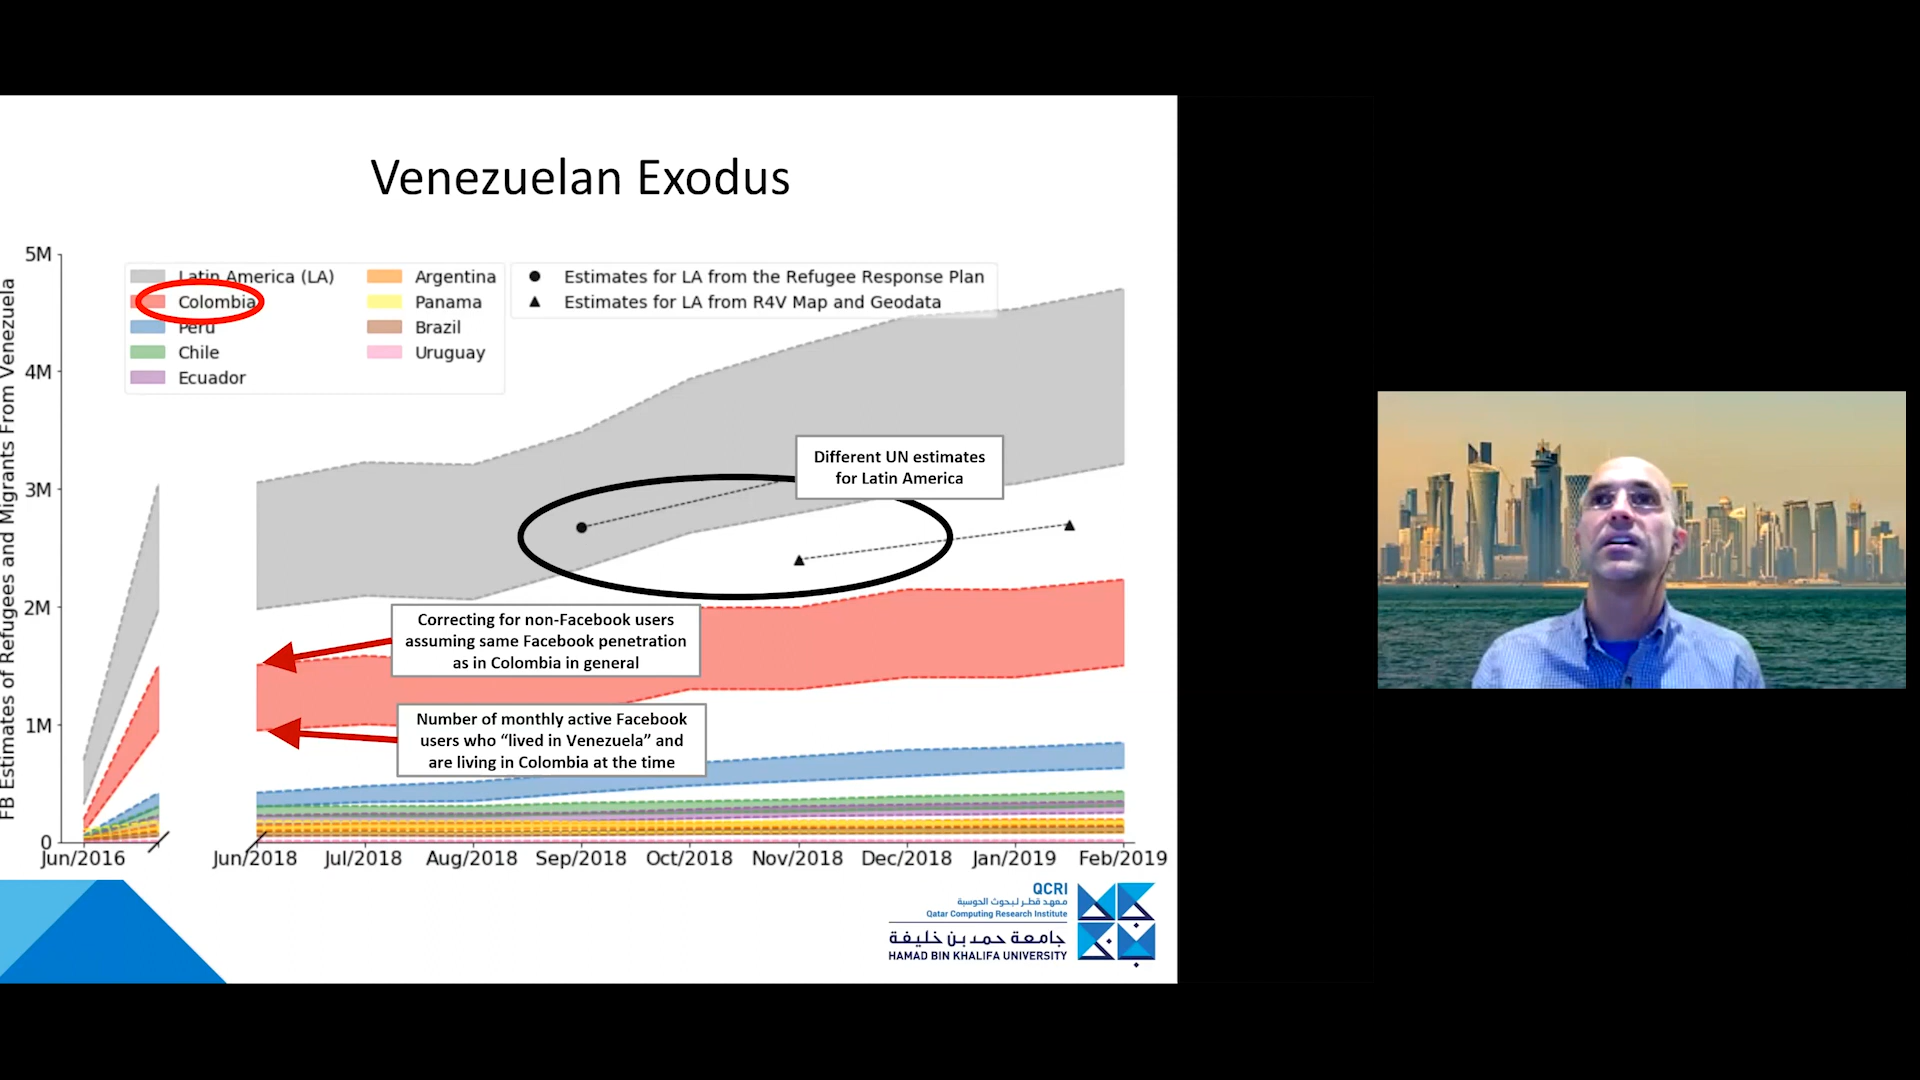 Venezuelan Exodus
FB Estimates of Refugees and Migrants From Venezuela
5M
4M
3M
2M
1M
0
Latin America (LA)
Colombia
Peru
Chile
Ecuador
Argentina
Panama
Brazil
Uruguay
Estimates for LA from the Refugee Response Plan
Estimates for LA from R4V Map and Geodata
Different UN estimates
for Latin America
Correcting for non-Facebook users
assuming same Facebook penetration
as in Colombia in general
Number of monthly active Facebook
users who “lived in Venezuela” and
are living in Colombia at the time
Jun/2016
Jun/2018
Jul/2018
Aug/2018
Sep/2018
Oct/2018
Nov/2018
Dec/2018
Jan/2019
Feb/2019
QCRI
معهد قطر لبحوث الحوسبة
Qatar Computing Research Institute
جامعة حمد بن خليفة
HAMAD BIN KHALIFA UNIVERSITY